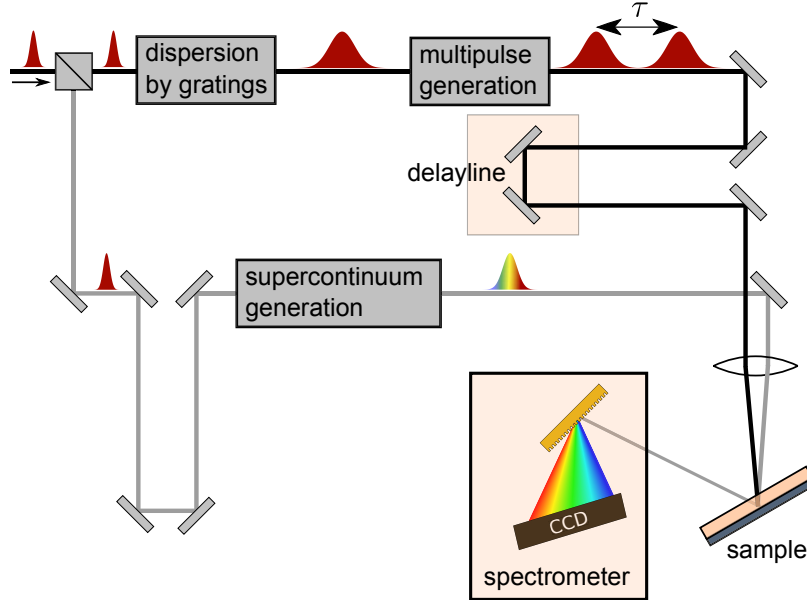 τ
dispersion
by gratings
multipulse
generation
delayline
supercontinuum
generation
CCD
spectrometer
sample